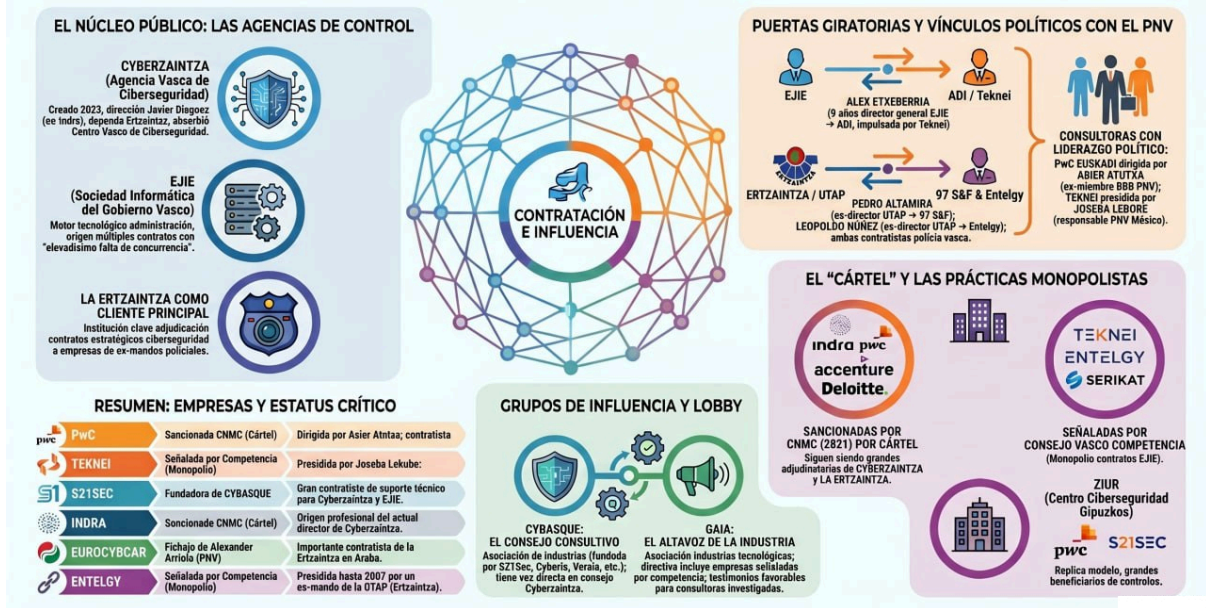 EL NÚCLEO PÚBLICO: LAS AGENCIAS DE CONTROL
CYBERZAINTZA
(Agencia Vasca de
Ciberseguridad)
Creado 2023, dirección Javier Disgoez
(ee tndrs), dependa Ertzaintaz, abserbió
Centro Vasco de Ciberseguridad.
EJIE
(Sociedad Informática
del Gobierno Vasco)
Motor tecnológico administração,
origen múltiples contratos con
"elevadisimo falta de concurrencia".
LA ERTZAINTZA COMO
CLIENTE PRINCIPAL
Institución clave adjudicación
contratos estratégicos ciberseguridad
a empresas de ex-mandos policiales.
CONTRATACIÓN
E INFLUENCIA
PUERTAS GIRATORIAS Y VÍNCULOS POLÍTICOS CON EL PNV
EJIE
ADI / Teknei
ALEX ETXEBERRIA
(9 años director general EJIE
→ ADI, impulsada por Teknei)
ERTZAINTZA
ERTZAINTZA / UTAP
97 S&F & Entelgy
PEDRO ALTAMIRA
(es-director UTAP → 97 S&F);
LEOPOLDO NÚÑEZ (es-director UTAP → Entelgy);
ambas contratistas polícia vasca.
CONSULTORAS CON
LIDERAZGO POLÍTICO:
PwC EUSKADI dirigida por
ABIER ATUTXA
(ex-miembre BBB PNV);
TEKNEI presidida por
JOSEBA LEBORE
(responsable PNV Mésico).
EL "CÁRTEL" Y LAS PRÁCTICAS MONOPOLISTAS
indra pwc
accenture
Deloitte.
SANCIONADAS POR
CNMC (2821) POR CÁRTEL
Siguen siendo grandes
adjudinatarias de CYBERZAINTZA
y LA ERTZAINTZA.
TEKNEI
ENTELGY
SERIKAT
SEÑALADAS POR
CONSEJO VASCO COMPETENCIA
(Monopolio contratos EJIE).
ZIUR
(Centro Ciberseguridad
Gipuzkos)
pwc S21SEC
Replica modelo, grandes
beneficiarios de controlos.
RESUMEN: EMPRESAS Y ESTATUS CRÍTICO
pwc PwC Sancionada CNMC (Cártel) Dirigida por Asier Atntaa; contratista
TEKNEI Señalada por Competencia (Monopolio) Presidida por Joseba Lekube:
S1 S21SEC Fundadora de CYBASQUE Gran contratiste de suporte técnico para Cyberzaintza y EJIE.
INDRA Soncionade CNMC (Cártel) Origen profesional del actual director de Cyberzaintza.
EUROCYBCAR Fichajo de Alexander Arriola (PNV) Importante contratista de la Ertzaintza en Araba.
ENTELGY Señalada por Competencia (Monopolio) Presidida hasta 2007 por un es-mando de la OTAP (Ertzaintza).
GRUPOS DE INFLUENCIA Y LOBBY
CYBASQUE:
EL CONSEJO CONSULTIVO
Asociación de industrias (fundoda
por SZ1Sec, Cyberis, Veraia, etc.);
tiene vez directa en consejo
Cyberzaintza.
GAIA:
EL ALTAVOZ DE LA INDUSTRIA
Asociación industrias tecnológicas;
directiva incluye empresas selisladas
por competencia; testimonios favorables
para consultoras investigadas.